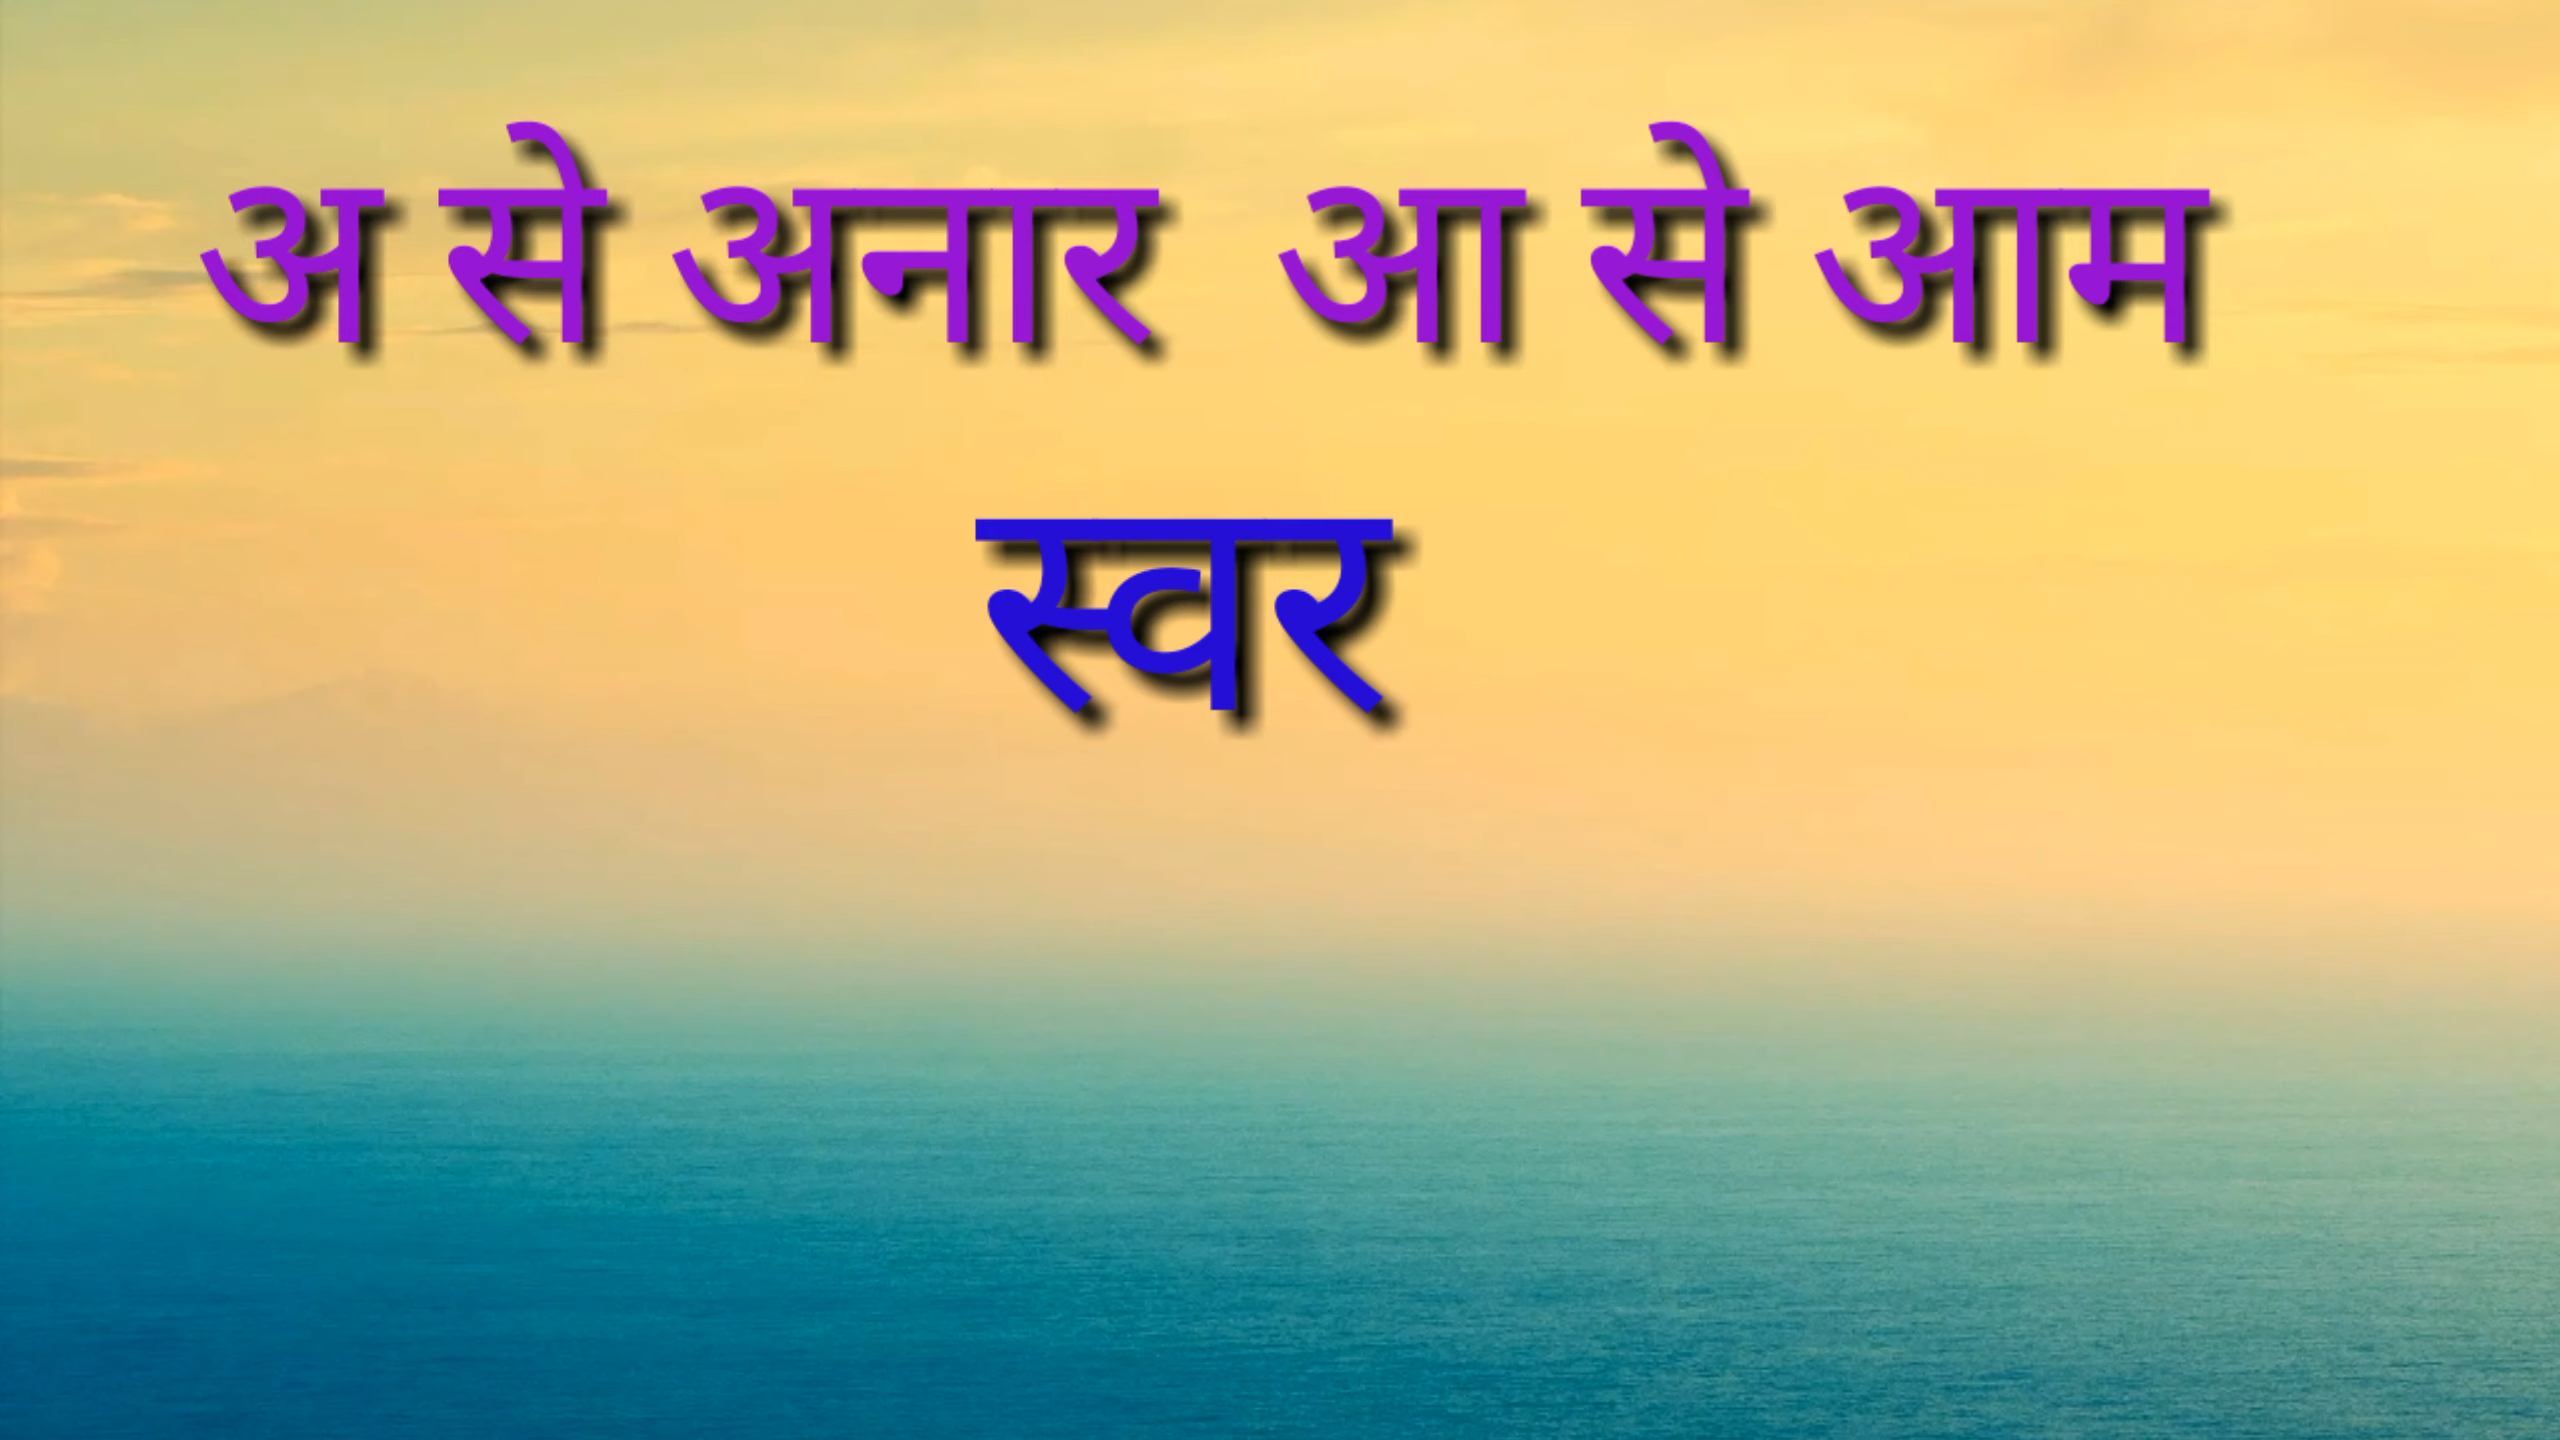 अ से अनार आ से आम
स्वर